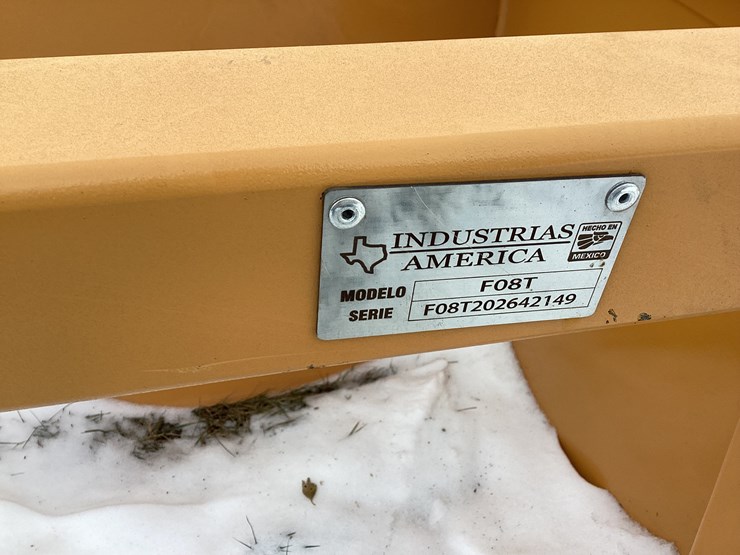 INDUSTRIAS
AMERICA
HECHO EN
MEXICO
MODELO F08T
SERIE F08T202642149